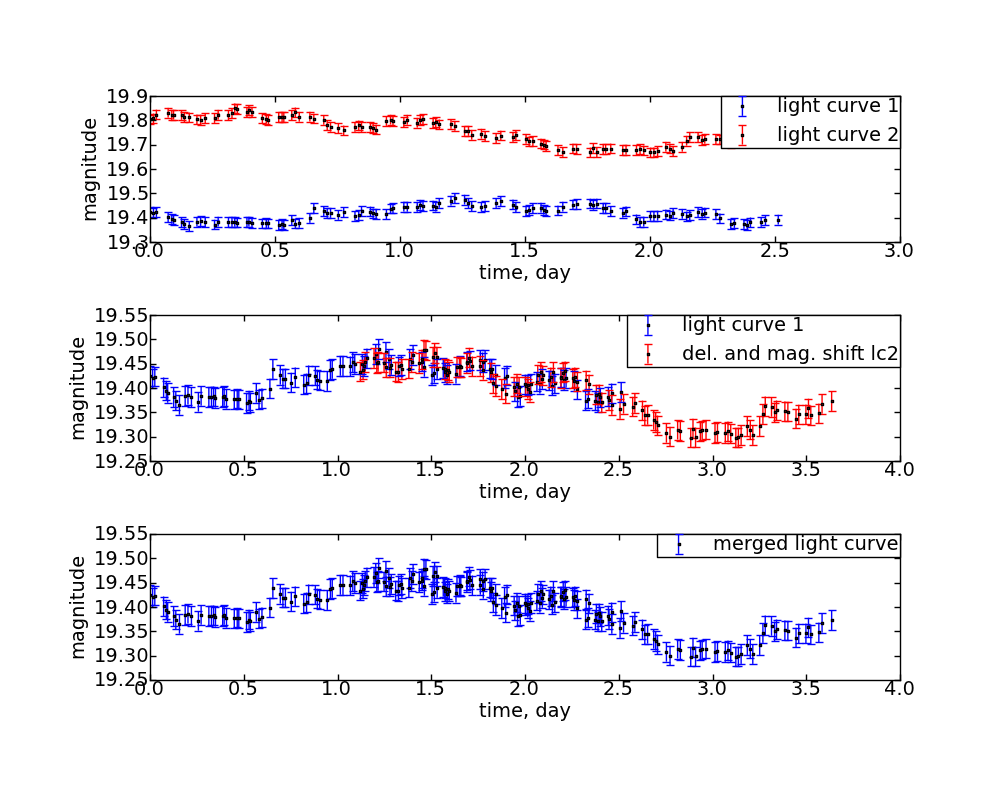 19.9
19.8
19.7
19.6
19.5
19.4
19.3
magnitude
light curve 1
light curve 2
0.0 0.5 1.0 1.5 2.0 2.5 3.0
time, day
19.55
19.50
19.45
19.40
19.35
19.30
19.25
magnitude
light curve 1
del. and mag. shift lc2
0.0 0.5 1.0 1.5 2.0 2.5 3.0 3.5 4.0
time, day
19.55
19.50
19.45
19.40
19.35
19.30
19.25
magnitude
merged light curve
0.0 0.5 1.0 1.5 2.0 2.5 3.0 3.5 4.0
time, day